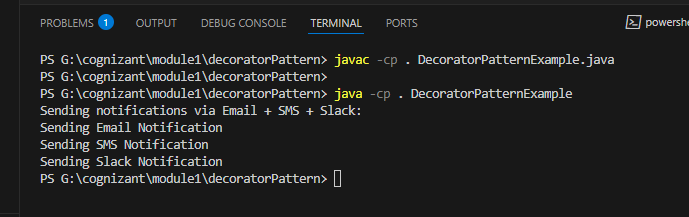 PROBLEMS 1 OUTPUT DEBUG CONSOLE TERMINAL PORTS powershe
PS G:\cognizant\module1\decoratorPattern> javac -cp . DecoratorPatternExample.java
PS G:\cognizant\module1\decoratorPattern>
PS G:\cognizant\module1\decoratorPattern> java -cp . DecoratorPatternExample
Sending notifications via Email + SMS + Slack:
Sending Email Notification
Sending SMS Notification
Sending Slack Notification
PS G:\cognizant\module1\decoratorPattern>